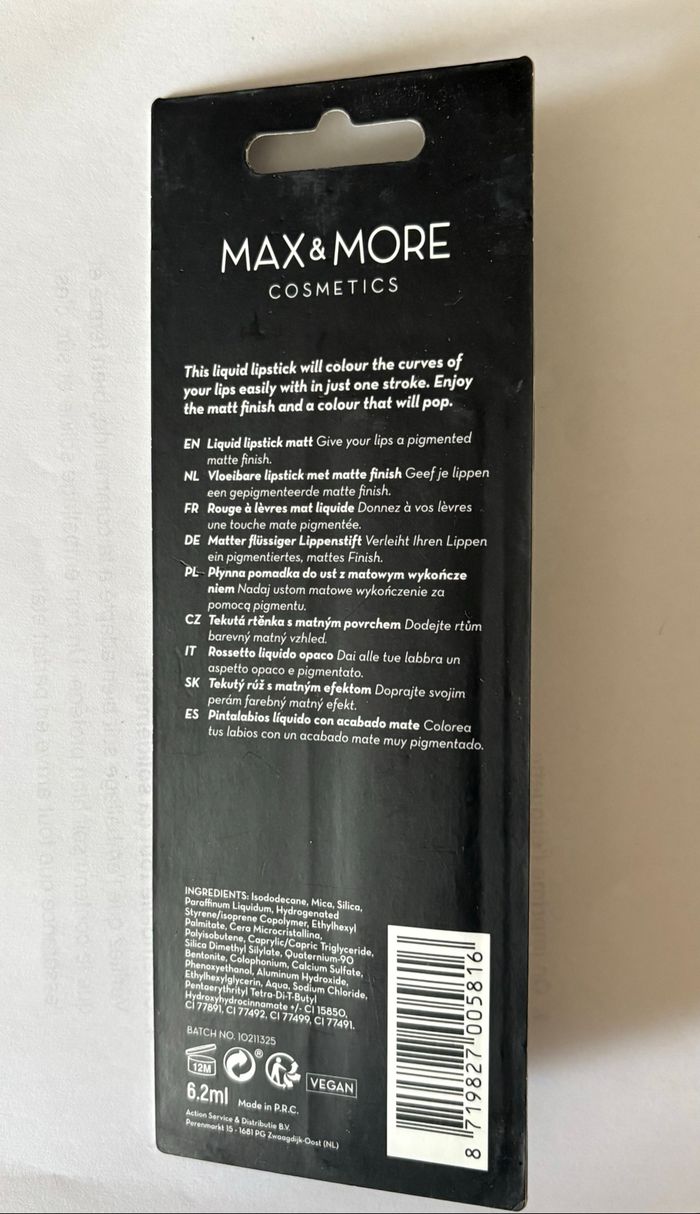 MAX & MORE
COSMETICS
This liquid lipstick will colour the curves of
your lips easily with in just one stroke. Enjoy
the matt finish and a colour that will pop.
EN Liquid lipstick matt Give your lips a pigmented
matte finish.
NL Vloeibare lipstick met matte finish Geef je lippen
een gepigmenteerde matte finish.
FR Rouge à lèvres mat liquide Donnez à vos lèvres
une touche mate pigmentée.
DE Matter flüssiger Lippenstift Verleiht Ihren Lippen
ein pigmentiertes, mattes Finish.
PL Płynna pomadka do ust z matowym wykończe
niem Nadaj ustom matowe wykończenie za
pomocą pigmentu.
CZ Tekutá rtěnka s matným povrchem Dodejte rtům
barevný matný vzhled.
IT Rossetto liquido opaco Dai alle tue labbra un
aspetto opaco e pigmentato.
SK Tekutý rúž s matným efektom Doprajte svojim
perám farebný matný efekt.
ES Pintalabios líquido con acabado mate Colorea
tus labios con un acabado mate muy pigmentado.
INGREDIENTS: Isododecane, Mica, Silica,
Paraffinum Liquidum, Hydrogenated
Styrene/isoprene Copolymer, Ethylhexyl
Palmitate, Cera Microcristallina,
Polyisobutene, Caprylic/Capric Triglyceride,
Silica Dimethyl Silylate, Quaternium-90
Bentonite, Colophonium, Calcium Sulfate,
Phenoxyethanol, Aluminum Hydroxide,
Ethylhexylglycerin, Aqua, Sodium Chloride,
Pentaerythrityl Tetra-Di-T-Butyl
Hydroxyhydrocinnamate +/- CI 15850,
CI 77891, CI 77492, CI 77499, CI 77491.
BATCH NO. 10211325
12M
®
VEGAN
6.2ml Made in P.R.C.
Action Service & Distributie B.V.
Perenmarkt 15 - 1681 PG Zwaagdijk-Oost (NL)
8 719827 005816